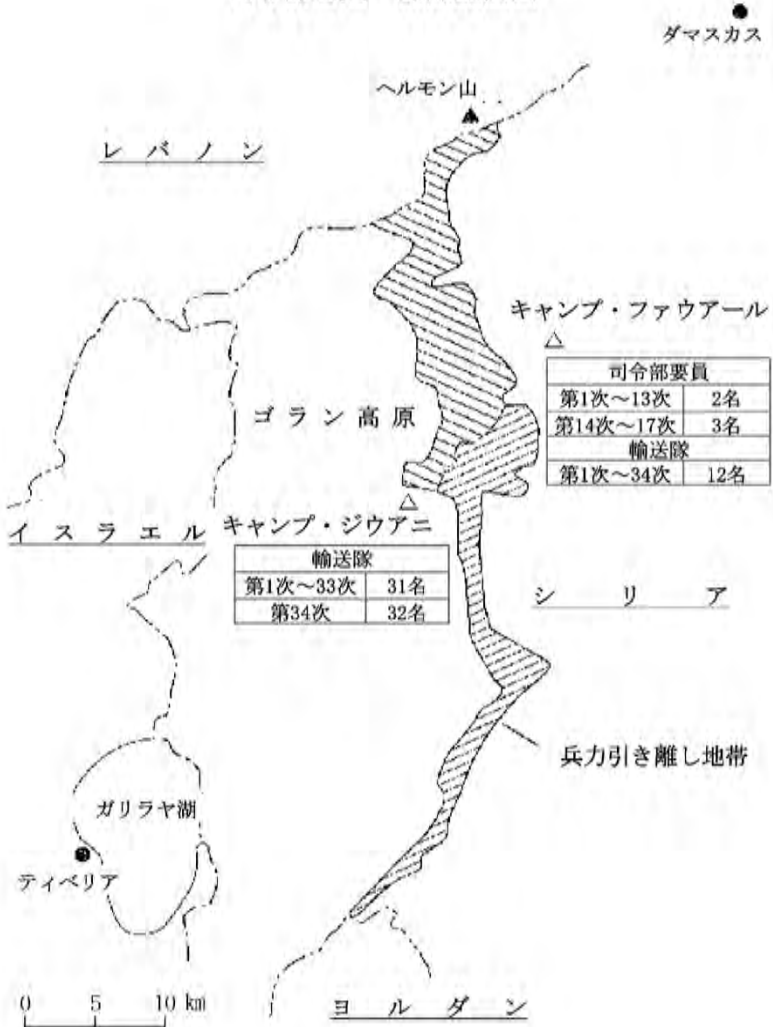 ダマスカス
ヘルモン山
レバノン
キャンプ・ファウアール
司令部要員
第1次～13次 2名
第14次～17次 3名
輸送隊
第1次～34次 12名
ゴラン高原
イスラエル
キャンプ・ジウアニ
輸送隊
第1次～33次 31名
第34次 32名
シリア
兵力引き離し地帯
ガリラヤ湖
ティベリア
0 5 10 km
ヨルダン